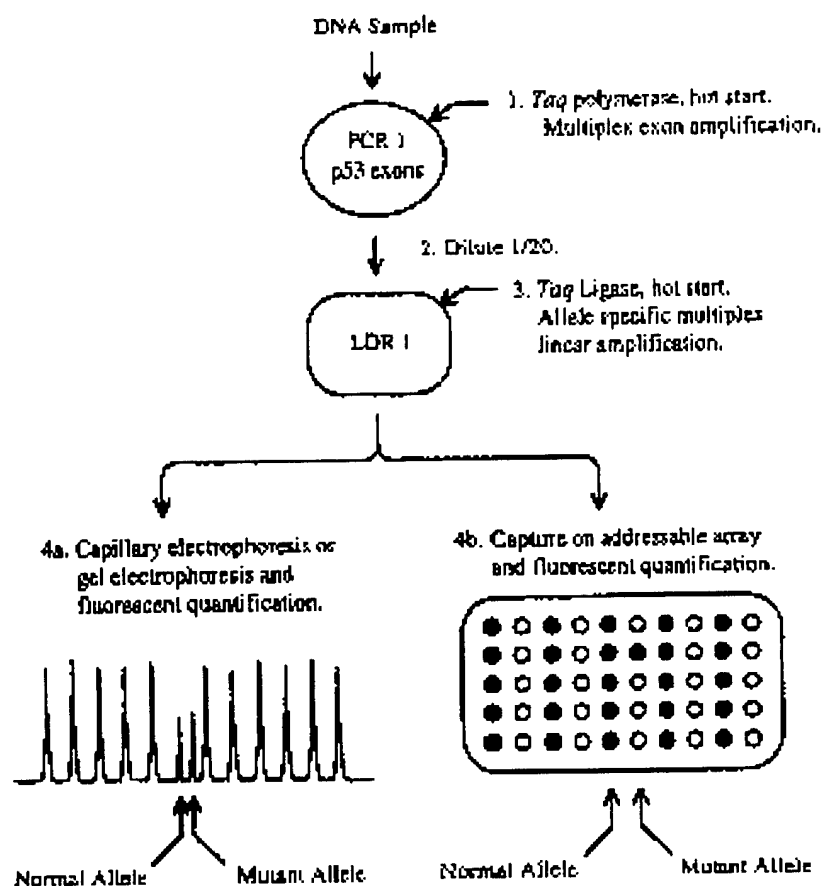 DNA Sample
1. Taq polymerase, hot start.
Multiplex exon amplification.
PCR 1
p53 exons
2. Dilute 1/20.
3. Taq Ligase, hot start.
Allele specific multiplex
linear amplification.
LDR 1
4a. Capillary electrophoresis or
gel electrophoresis and
fluorescent quantification.
4b. Capture on addressable array
and fluorescent quantification.
Normal Allele
Mutant Allele
Normal Allele
Mutant Allele